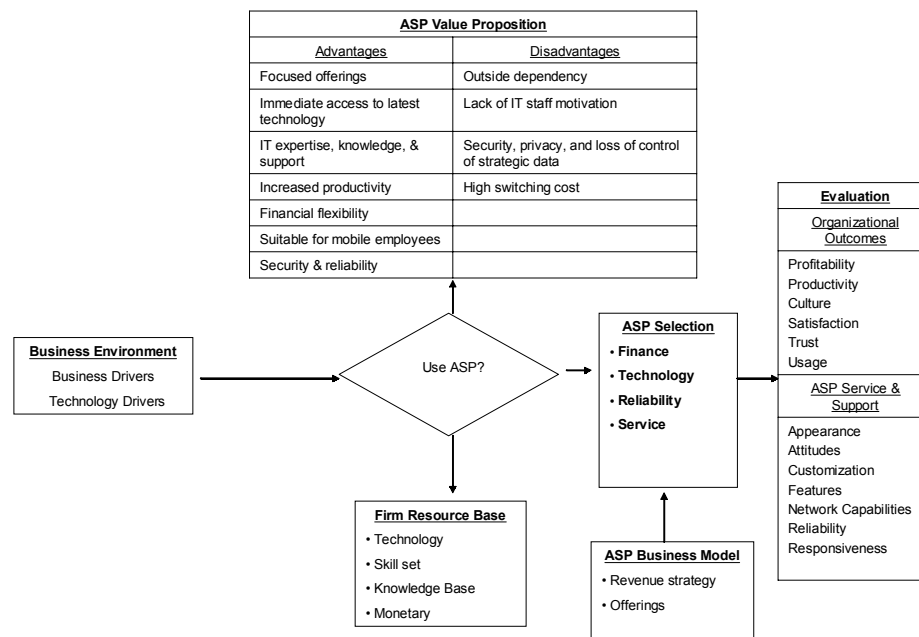 ASP Value Proposition
Advantages
Disadvantages
Focused offerings
Outside dependency
Immediate access to latest
technology
Lack of IT staff motivation
IT expertise, knowledge, &
support
Security, privacy, and loss of control
of strategic data
Increased productivity
High switching cost
Financial flexibility
Suitable for mobile employees
Security & reliability
Business Environment
Business Drivers
Technology Drivers
Use ASP?
ASP Selection
• Finance
• Technology
• Reliability
• Service
Evaluation
Organizational
Outcomes
Profitability
Productivity
Culture
Satisfaction
Trust
Usage
ASP Service &
Support
Appearance
Attitudes
Customization
Features
Network Capabilities
Reliability
Responsiveness
Firm Resource Base
• Technology
• Skill set
• Knowledge Base
• Monetary
ASP Business Model
• Revenue strategy
• Offerings